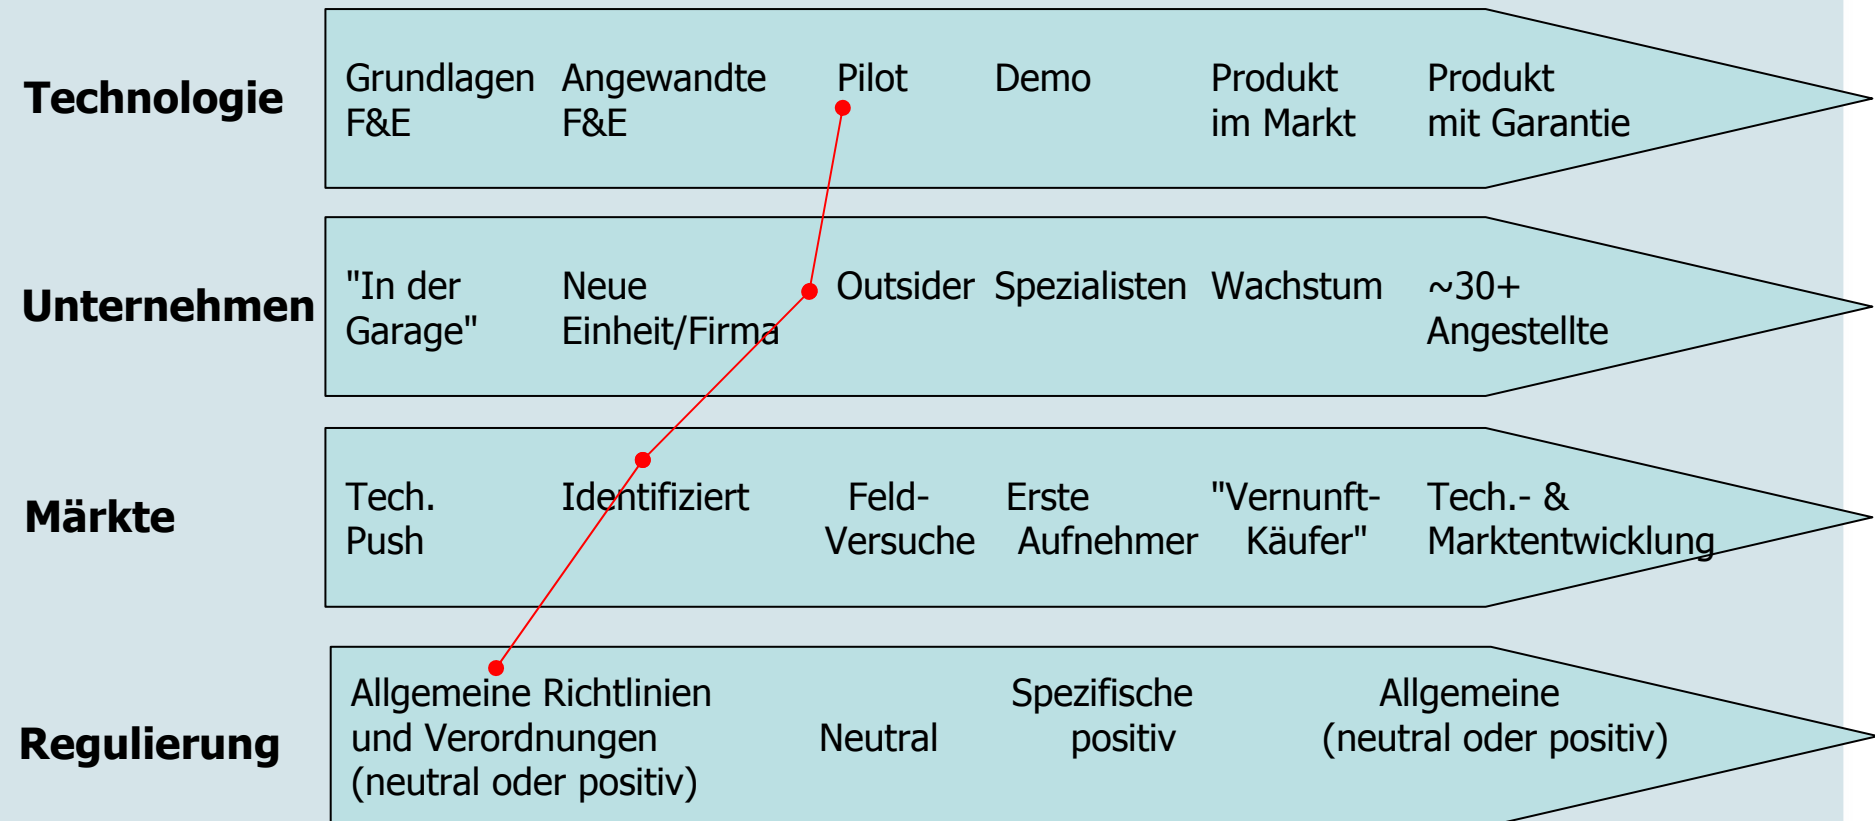 Technologie
Grundlagen Angewandte Pilot Demo Produkt Produkt
F&E F&E im Markt mit Garantie
Unternehmen
"In der Neue Outsider Spezialisten Wachstum ~30+
Garage" Einheit/Firma Angestellte
Märkte
Tech. Identifiziert Feld- Erste "Vernunft- Tech.- &
Push Versuche Aufnehmer Käufer" Marktentwicklung
Regulierung
Allgemeine Richtlinien Spezifische Allgemeine
und Verordnungen Neutral positiv (neutral oder positiv)
(neutral oder positiv)